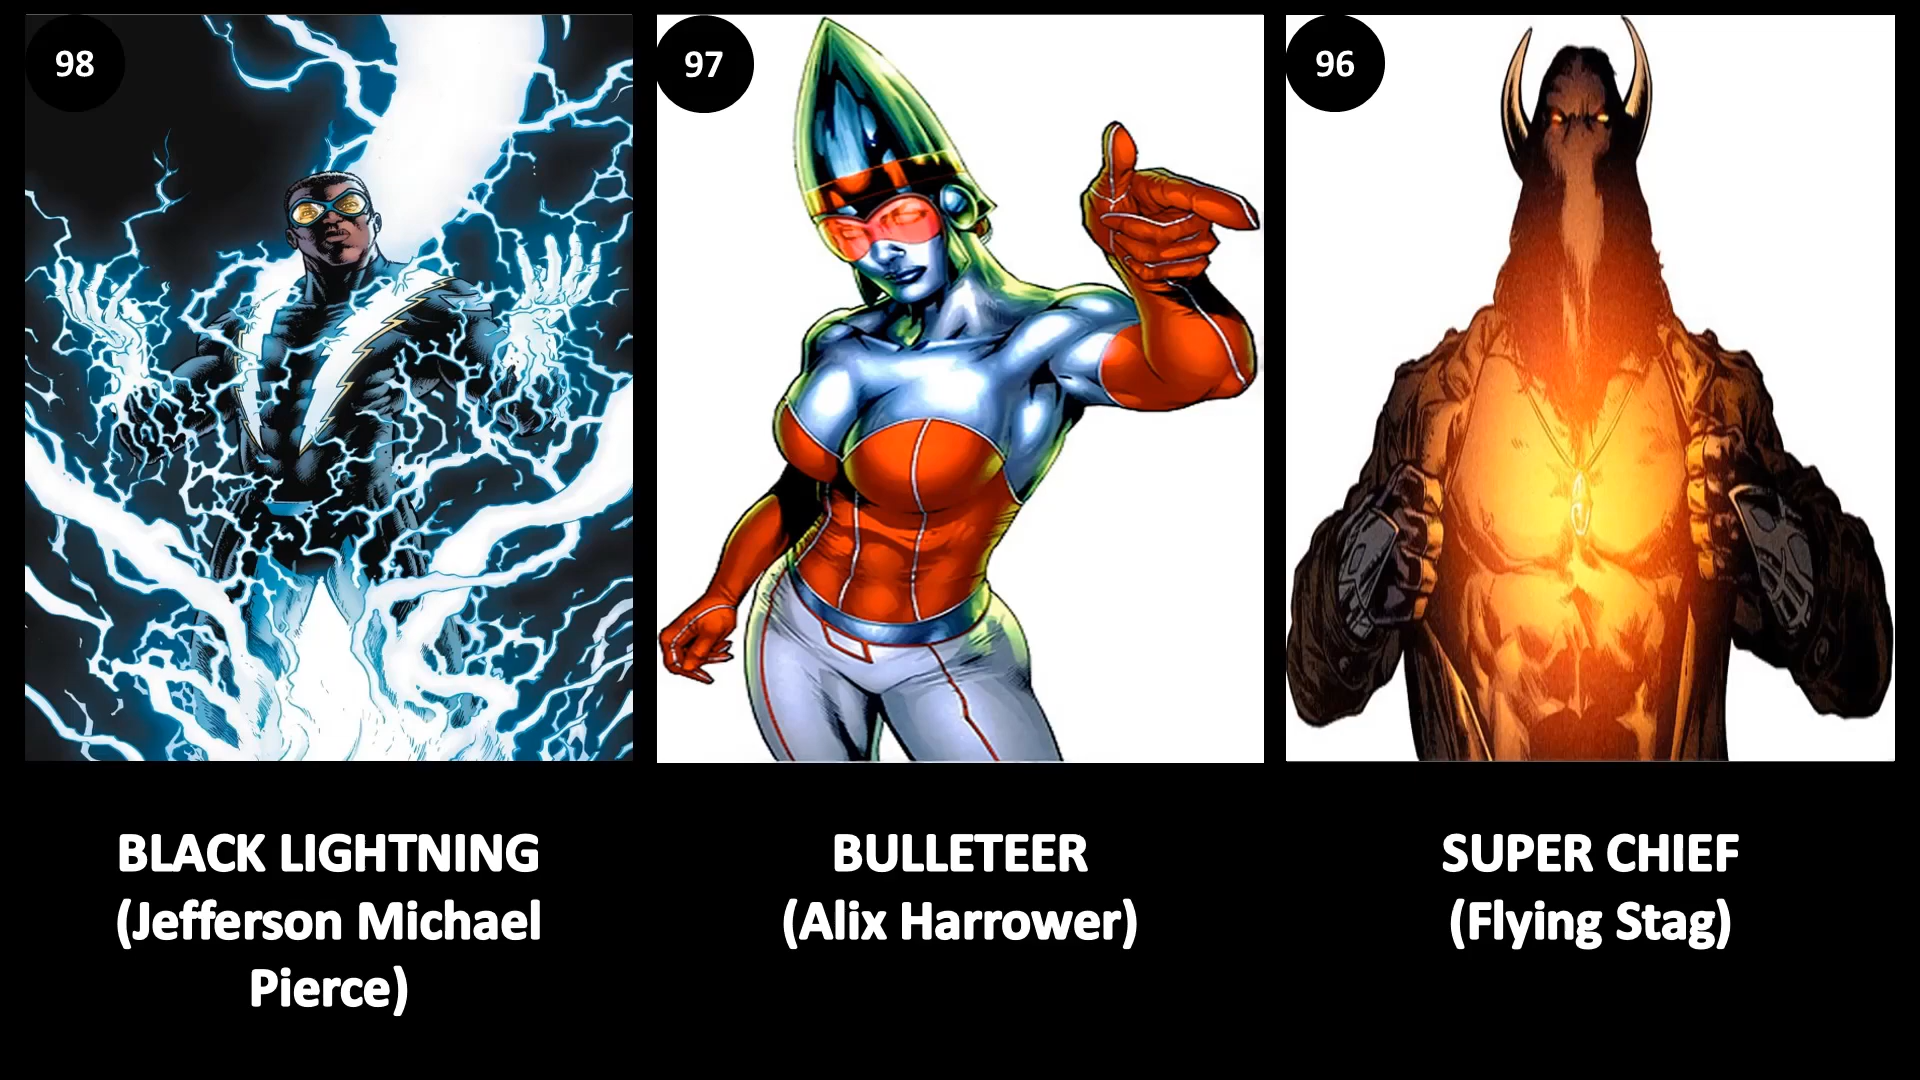 98
97
96
BLACK LIGHTNING
(Jefferson Michael
Pierce)
BULLETEER
(Alix Harrower)
SUPER CHIEF
(Flying Stag)